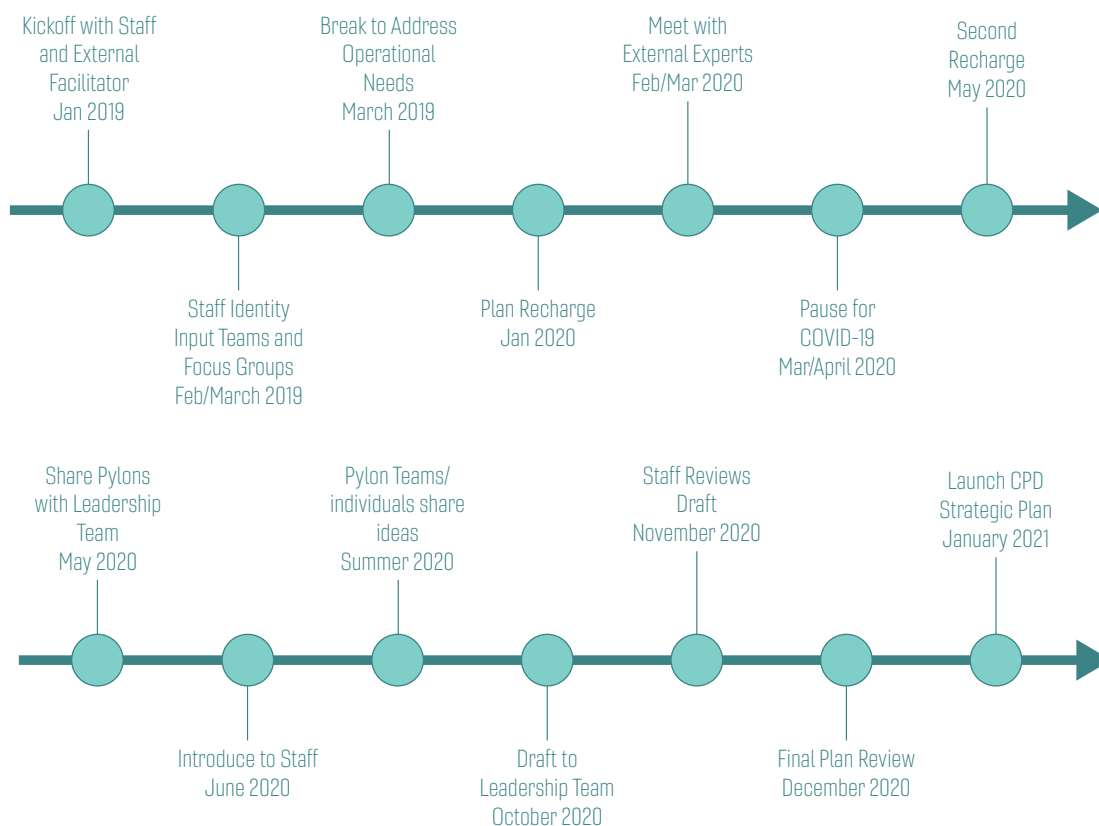 Kickoff with Staff
and External
Facilitator
Jan 2019
Staff Identity
Input Teams and
Focus Groups
Feb/March 2019
Break to Address
Operational
Needs
March 2019
Plan Recharge
Jan 2020
Meet with
External Experts
Feb/Mar 2020
Pause for
COVID-19
Mar/April 2020
Second
Recharge
May 2020
Share Pylons
with Leadership
Team
May 2020
Introduce to Staff
June 2020
Pylon Teams/
individuals share
ideas
Summer 2020
Draft to
Leadership Team
October 2020
Staff Reviews
Draft
November 2020
Final Plan Review
December 2020
Launch CPD
Strategic Plan
January 2021